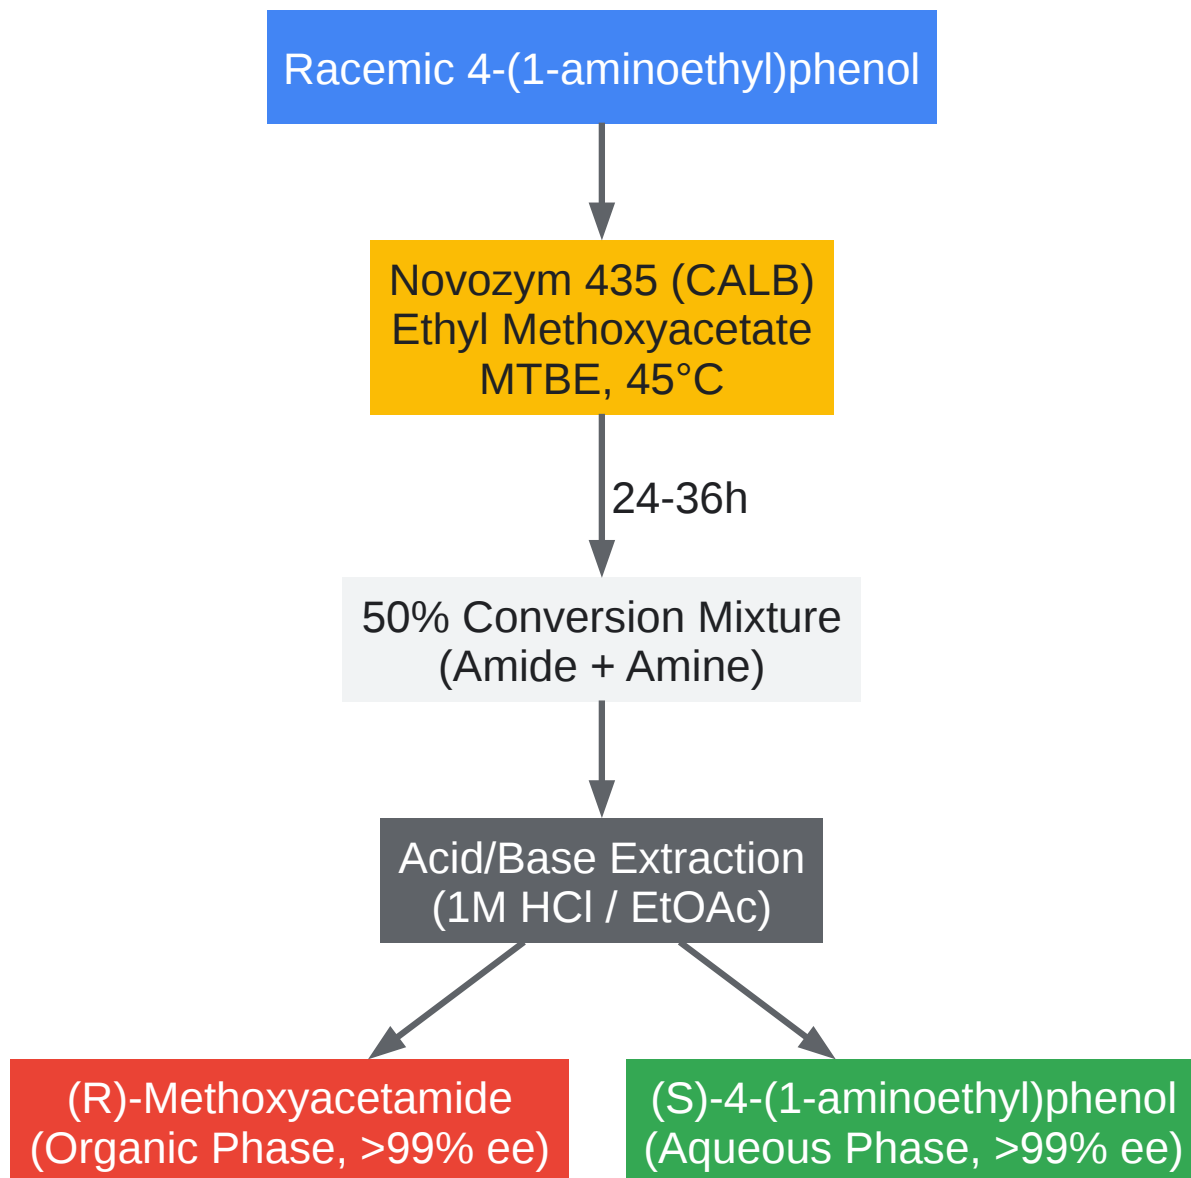 Racemic 4-(1-aminoethyl)phenol
Novozym 435 (CALB)
Ethyl Methoxyacetate
MTBE, 45°C
24-36h
50% Conversion Mixture
(Amide + Amine)
Acid/Base Extraction
(1M HCl / EtOAc)
(R)-Methoxyacetamide
(Organic Phase, >99% ee)
(S)-4-(1-aminoethyl)phenol
(Aqueous Phase, >99% ee)